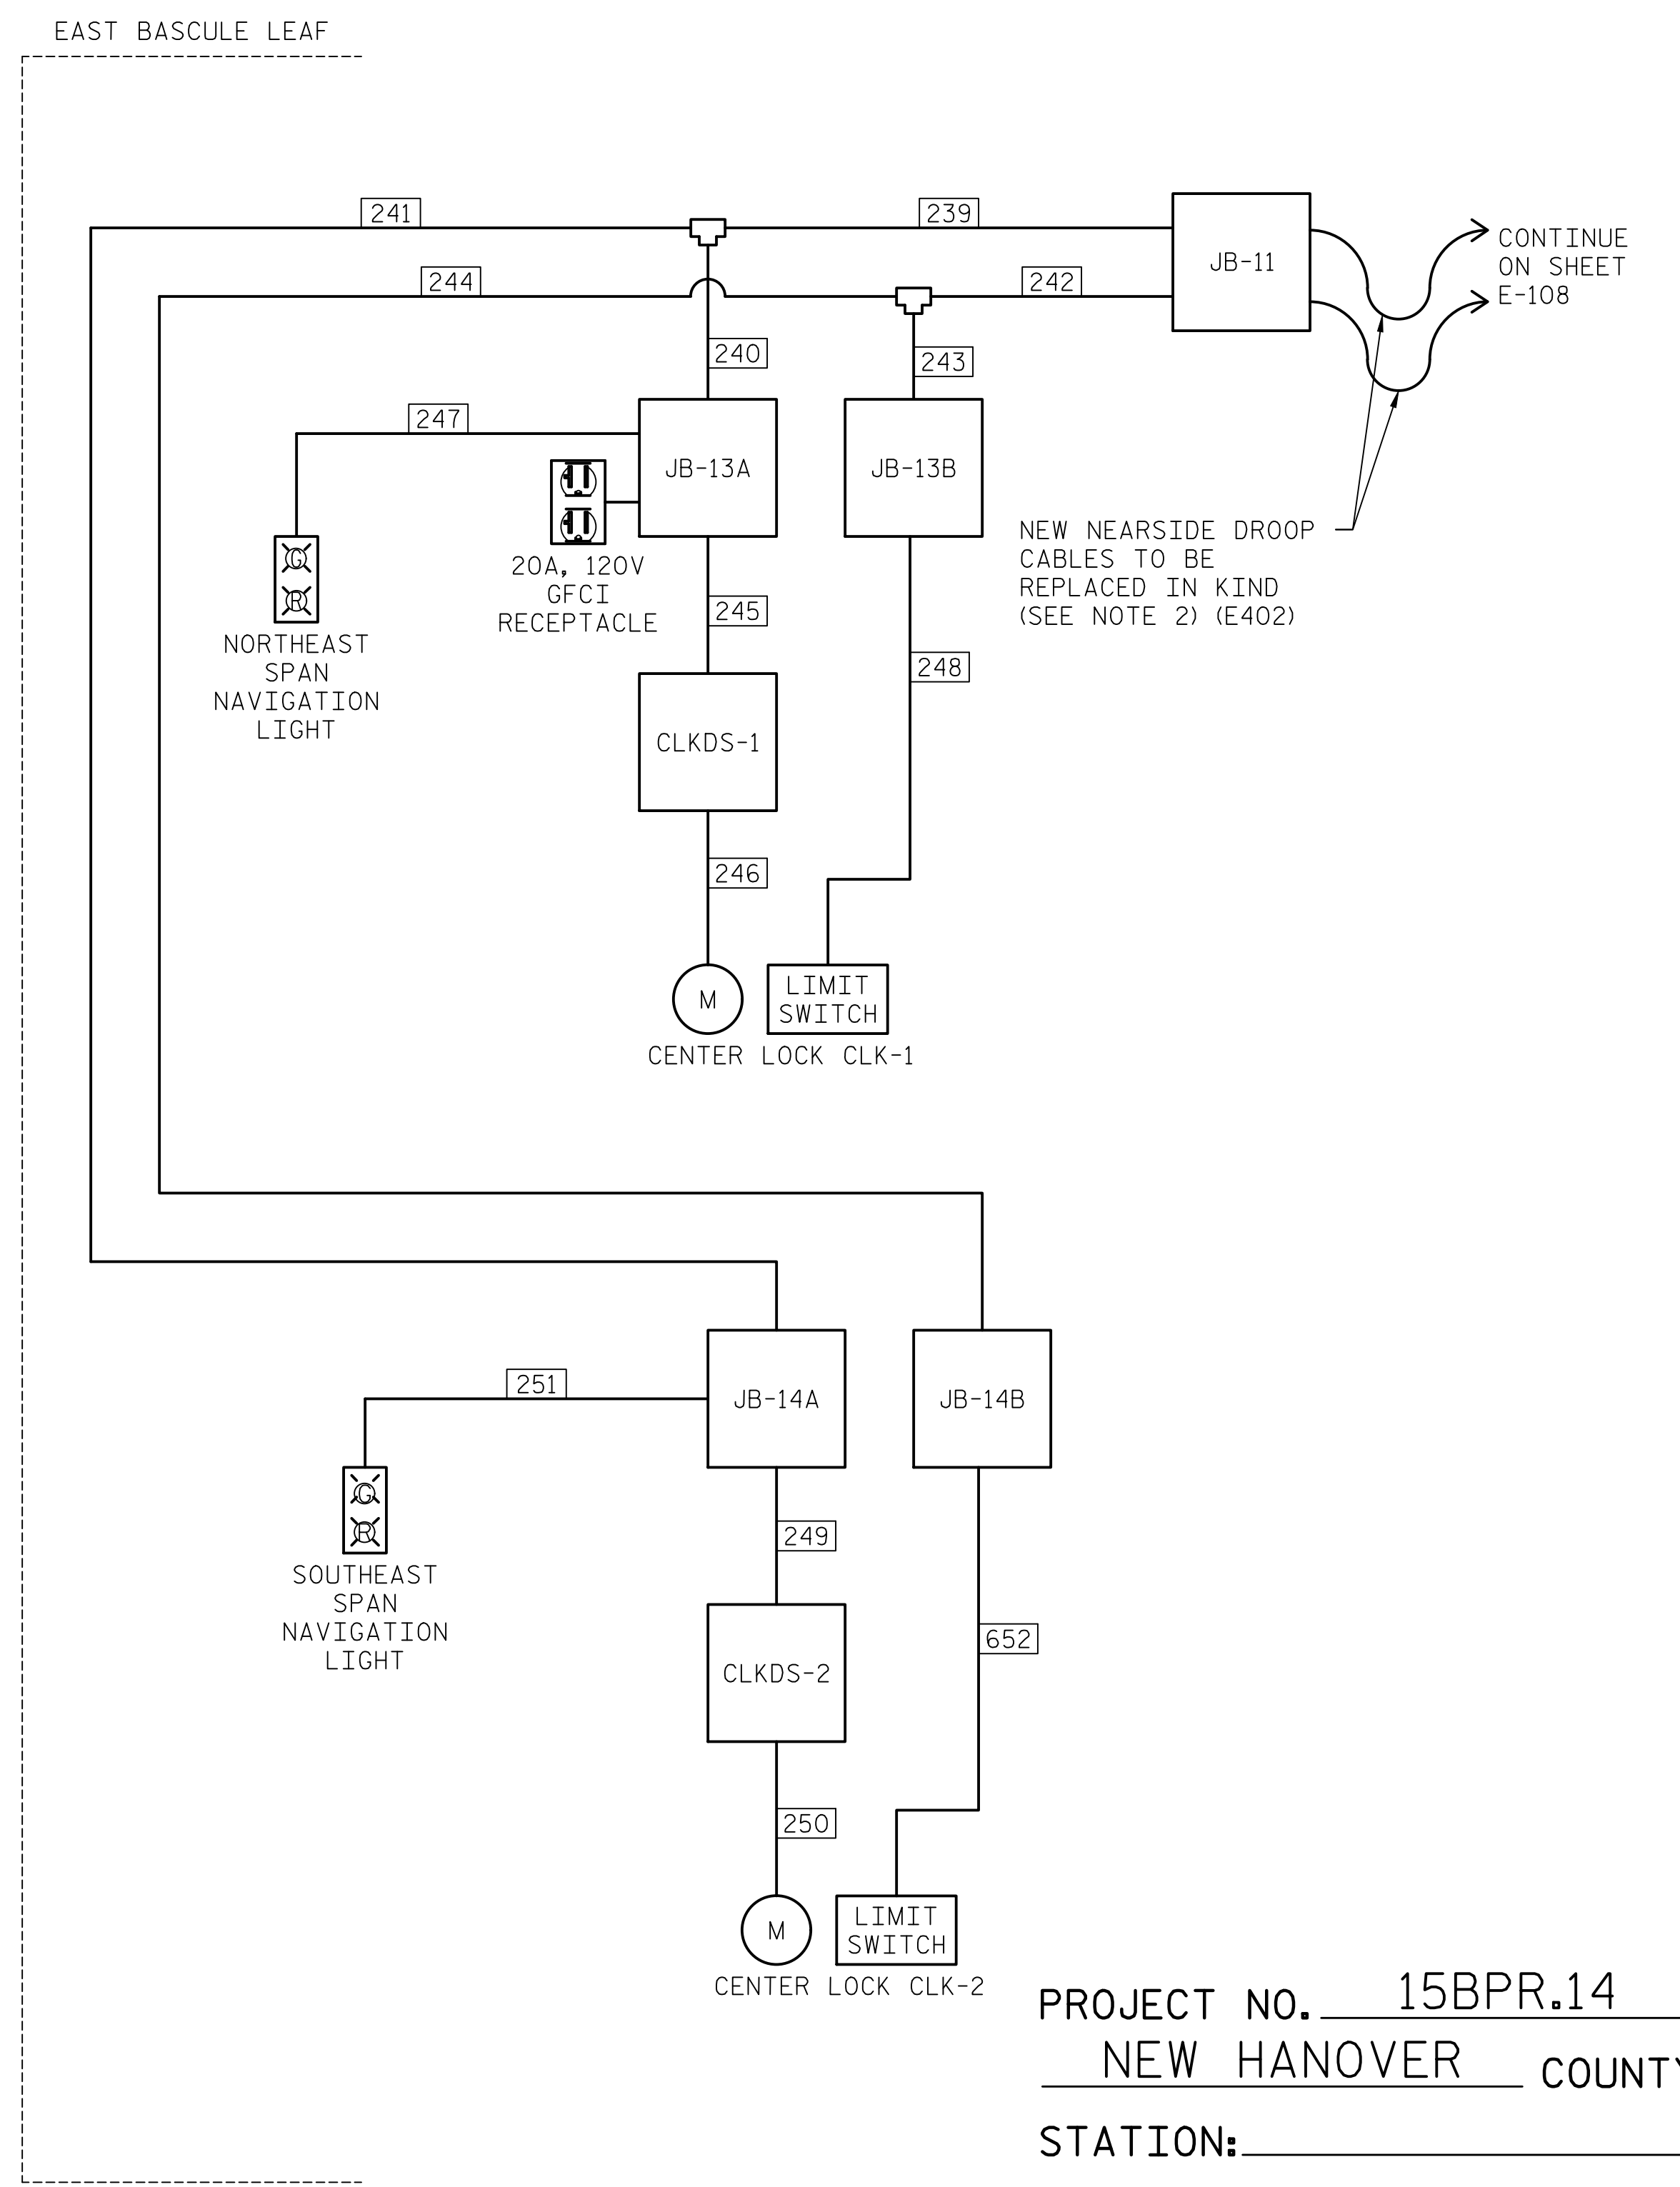 EAST BASCULE LEAF
241
239
JB-11
CONTINUE
ON SHEET
E-108
244
242
240
243
247
JB-13A
JB-13B
20A, 120V
GFCI
RECEPTACLE
NEW NEARSIDE DROOP
CABLES TO BE
REPLACED IN KIND
(SEE NOTE 2) (E402)
G
R
NORTHEAST
SPAN
NAVIGATION
LIGHT
245
248
CLKDS-1
246
M
LIMIT
SWITCH
CENTER LOCK CLK-1
251
JB-14A
JB-14B
G
R
SOUTHEAST
SPAN
NAVIGATION
LIGHT
249
652
CLKDS-2
250
M
LIMIT
SWITCH
CENTER LOCK CLK-2
PROJECT NO. 15BPR.14
NEW HANOVER COUNTY
STATION: